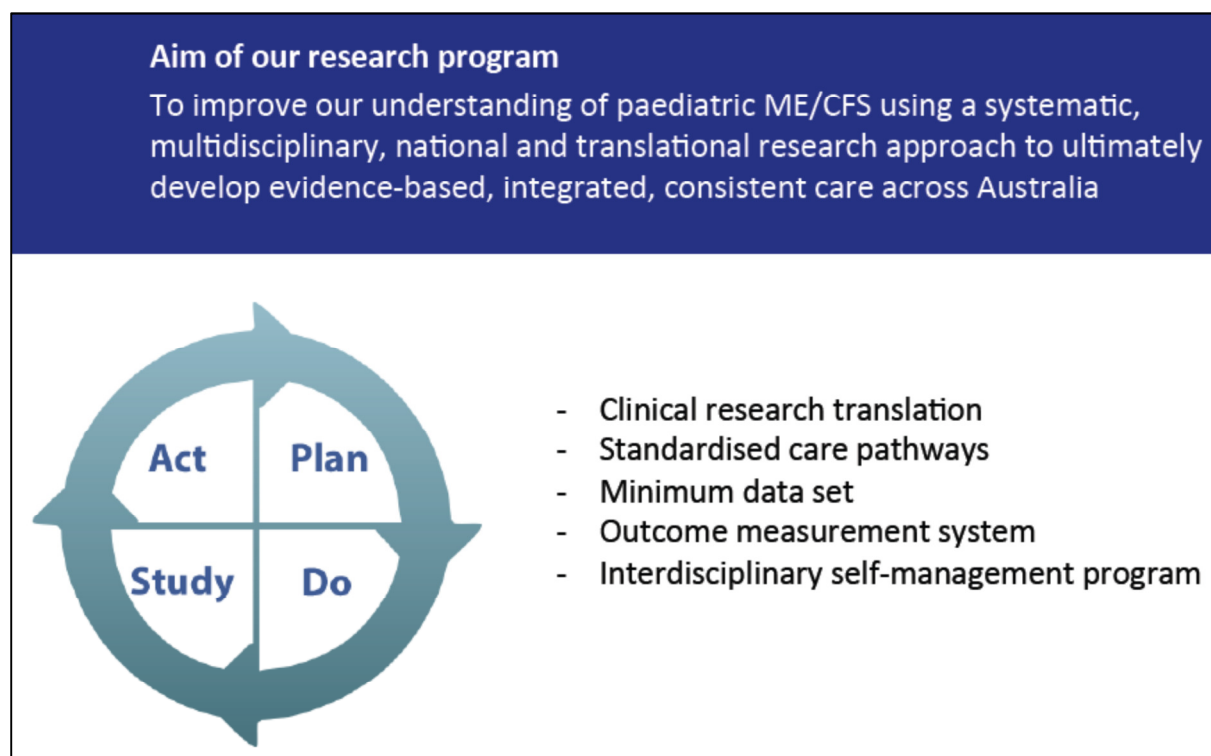 Aim of our research program
To improve our understanding of paediatric ME/CFS using a systematic,
multidisciplinary, national and translational research approach to ultimately
develop evidence-based, integrated, consistent care across Australia
Act
Plan
Study
Do
- Clinical research translation
- Standardised care pathways
- Minimum data set
- Outcome measurement system
- Interdisciplinary self-management program